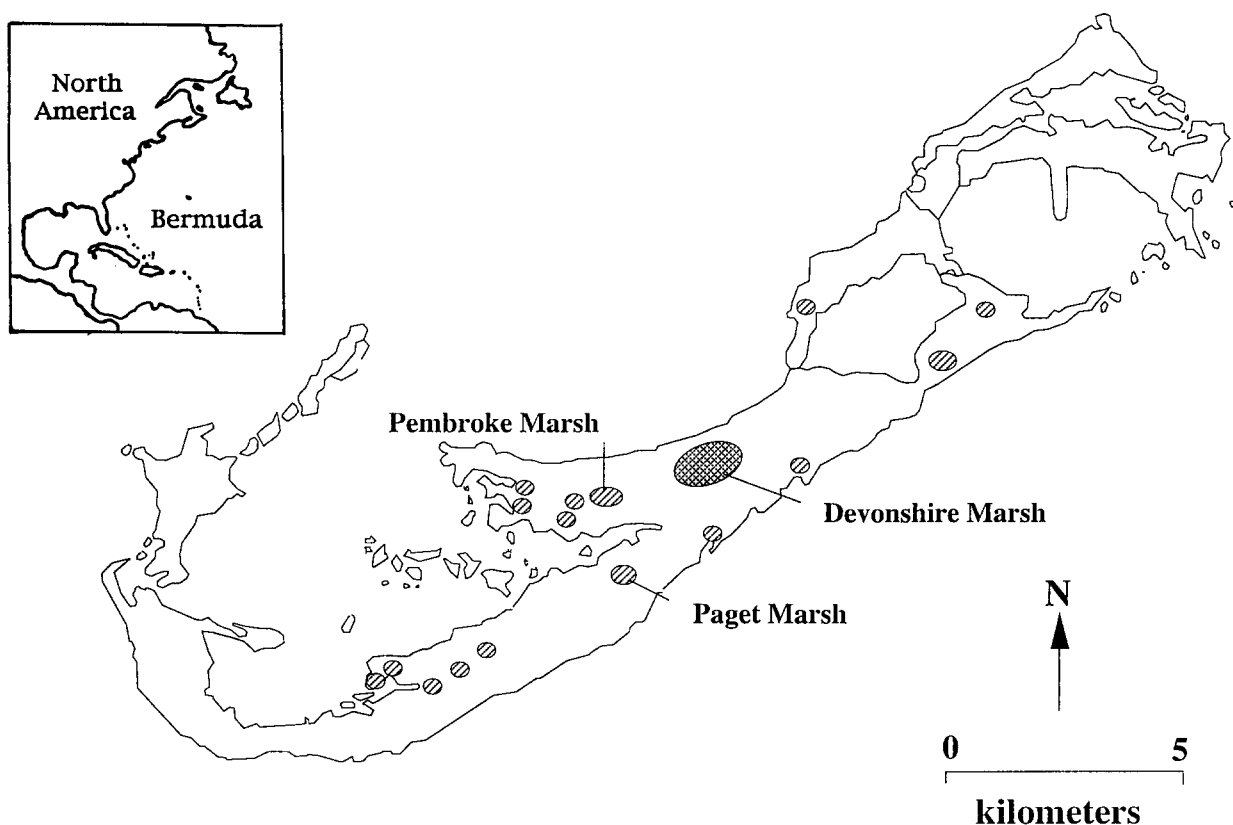 North
America
Bermuda
Pembroke Marsh
Devonshire Marsh
Paget Marsh
N
0 5
kilometers